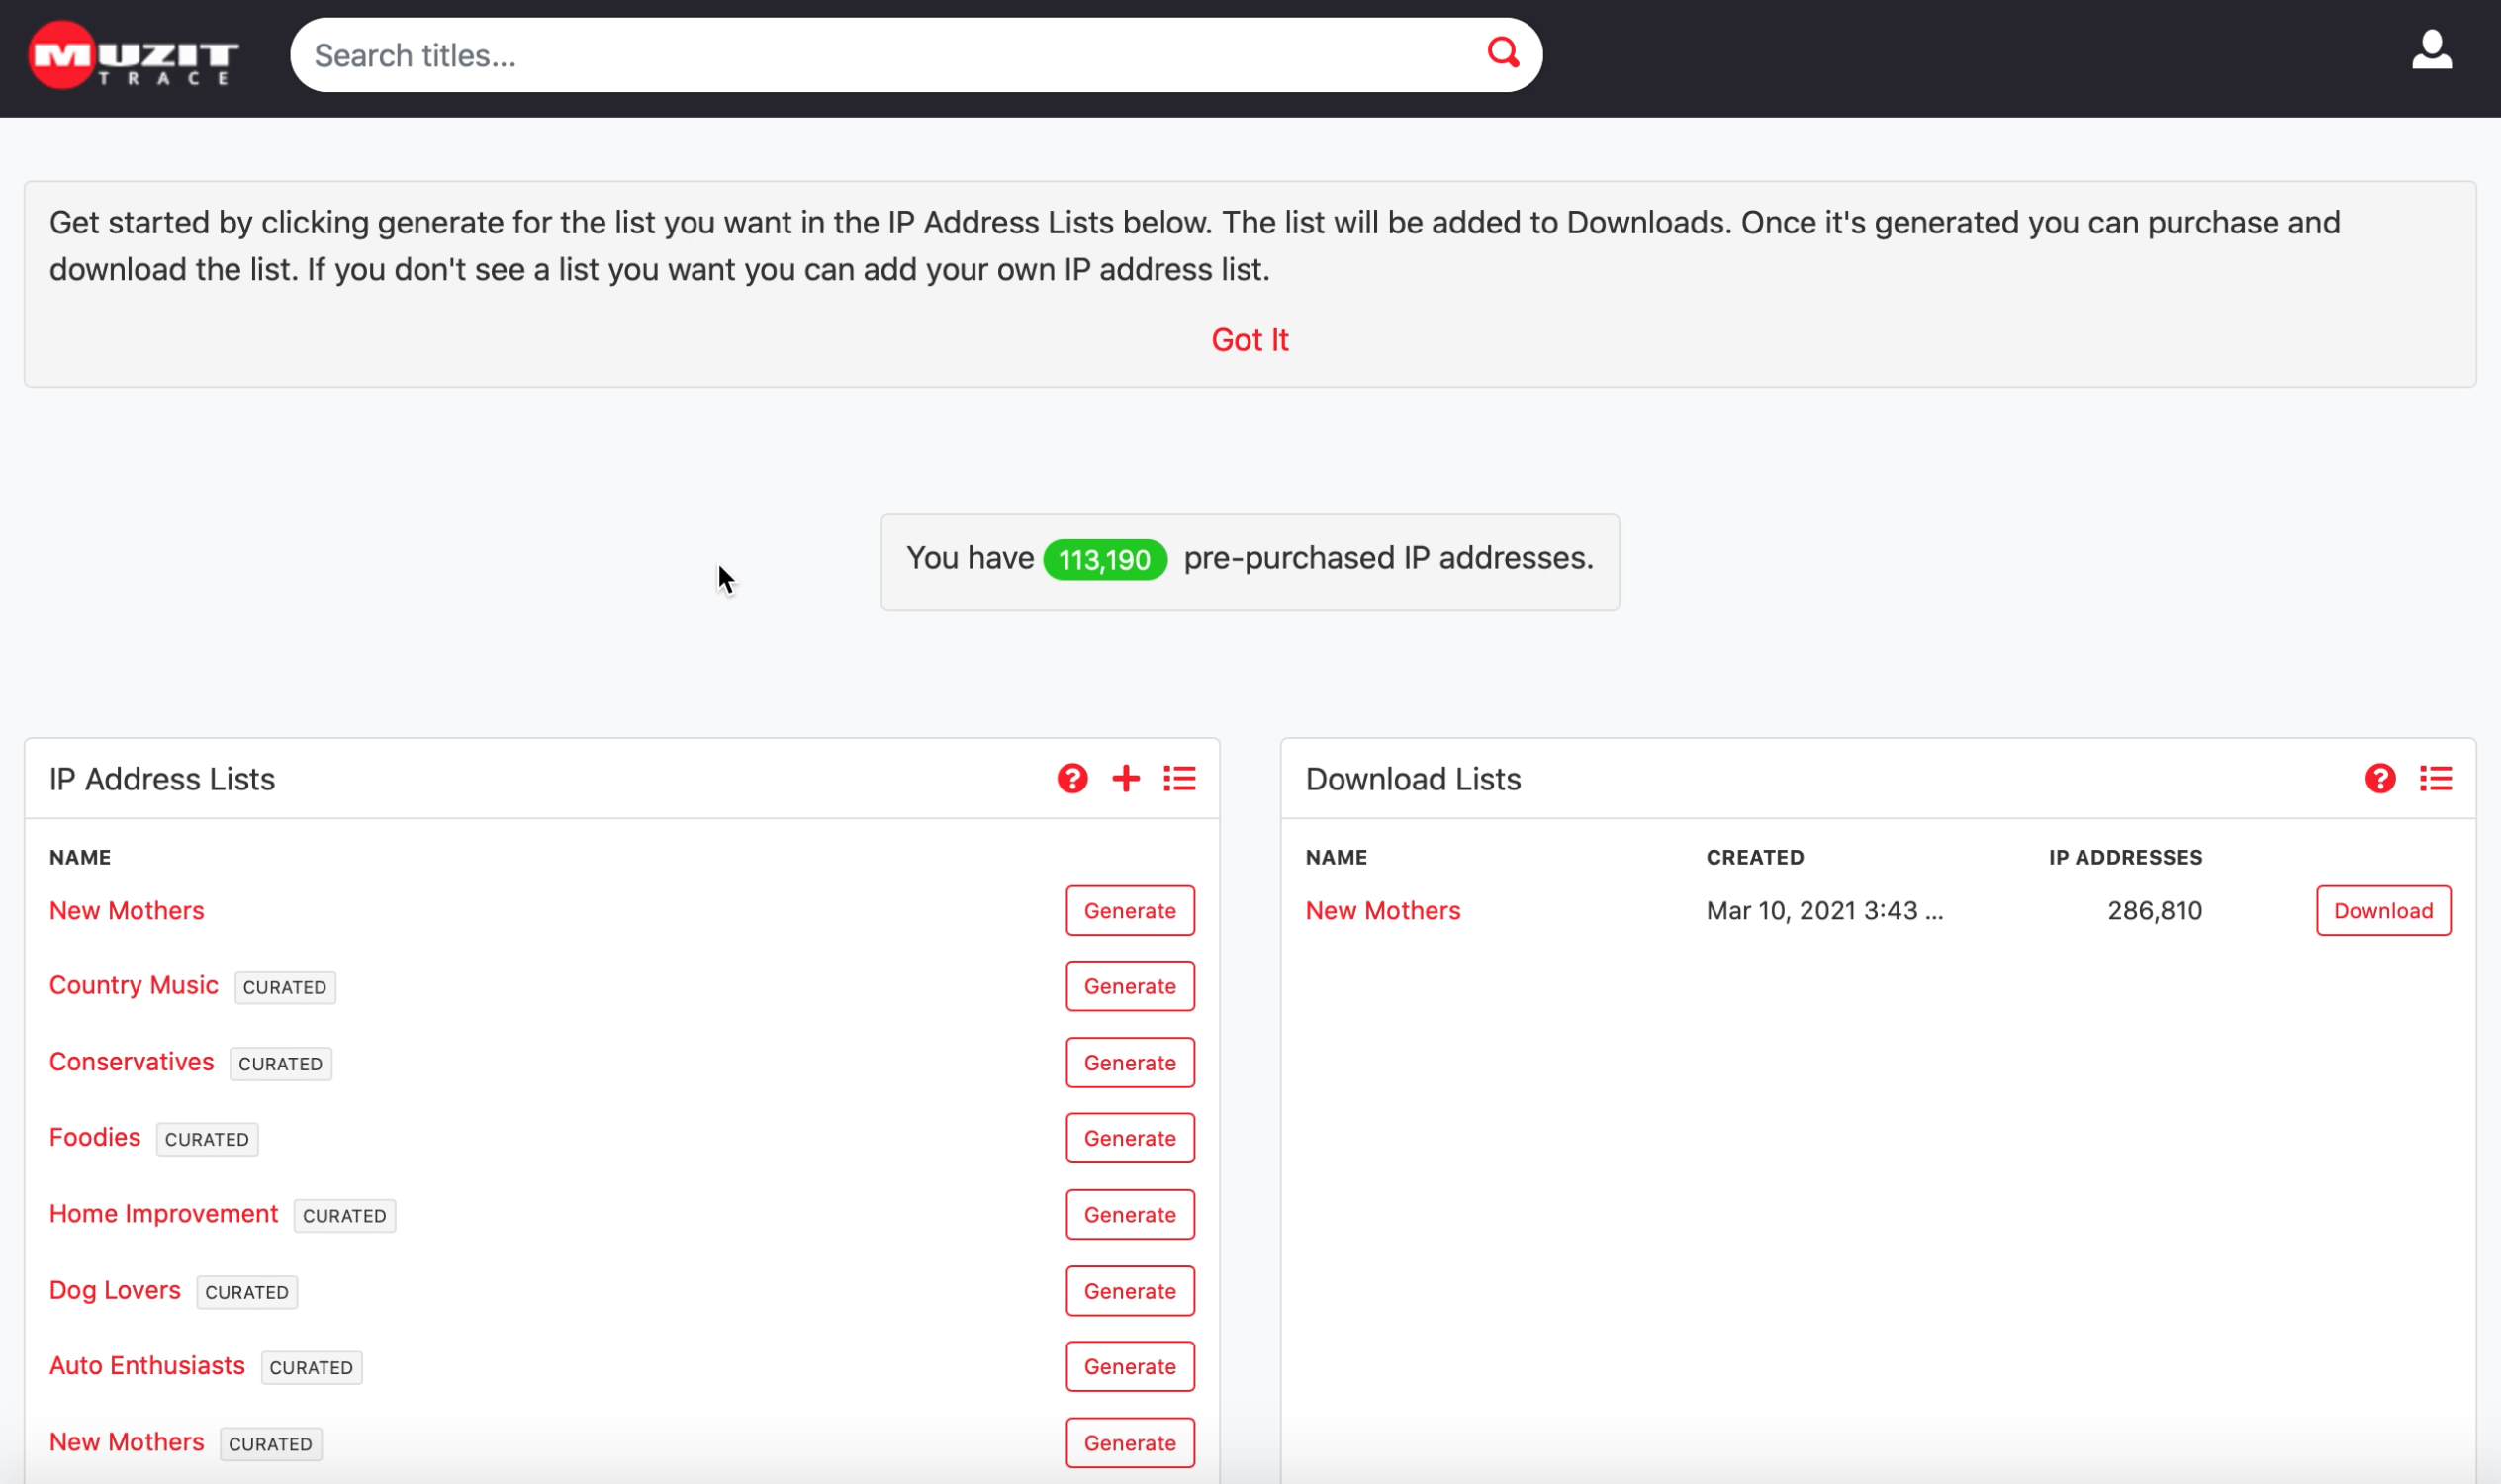 MUZIT
TRACE
Search titles...
Get started by clicking generate for the list you want in the IP Address Lists below. The list will be added to Downloads. Once it's generated you can purchase and
download the list. If you don't see a list you want you can add your own IP address list.
Got It
You have 113,190 pre-purchased IP addresses.
IP Address Lists
NAME
New Mothers Generate
Country Music CURATED Generate
Conservatives CURATED Generate
Foodies CURATED Generate
Home Improvement CURATED Generate
Dog Lovers CURATED Generate
Auto Enthusiasts CURATED Generate
New Mothers CURATED Generate
Download Lists
NAME CREATED IP ADDRESSES
New Mothers Mar 10, 2021 3:43 ... 286,810 Download